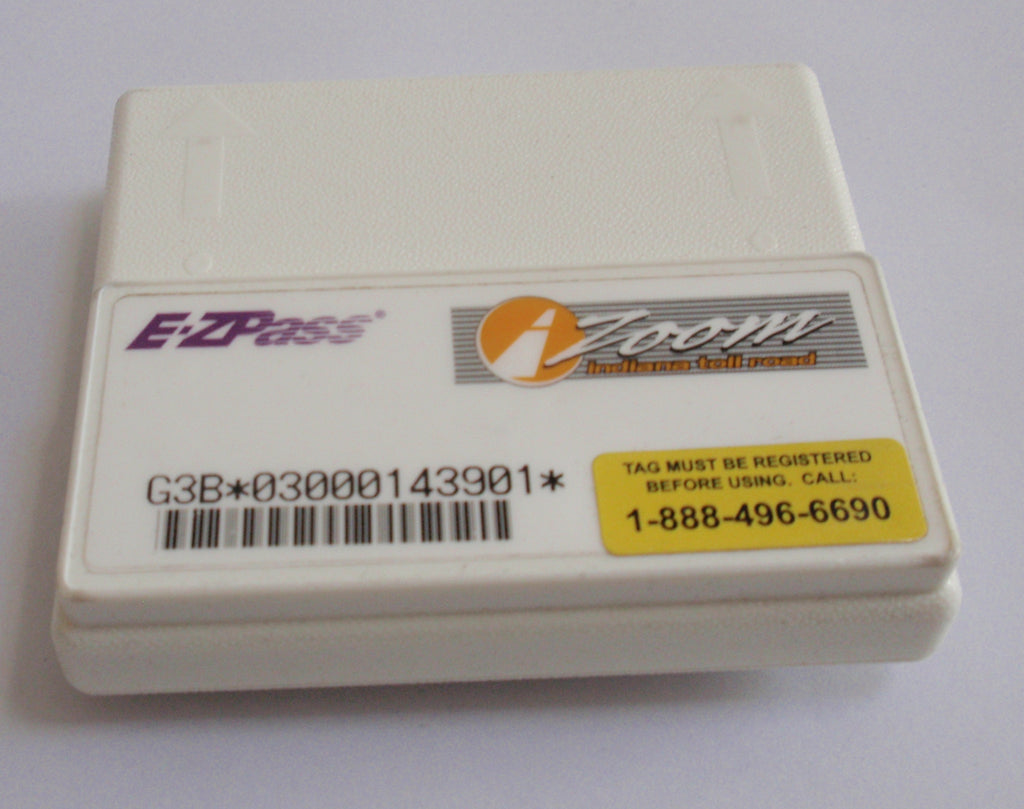 E-ZPass®
i Zoom
indiana toll road
G3B*03000143901*
TAG MUST BE REGISTERED
BEFORE USING. CALL:
1-888-496-6690